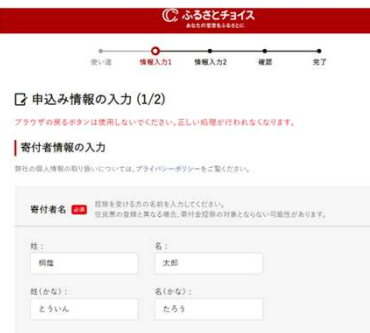 ふるさとチョイス
あなたの意思をふるさとに
使い道 情報入力1 情報入力2 確認 完了
申込み情報の入力 (1/2)
ブラウザの戻るボタンは使用しないでください。正しい処理が行われなくなります。
寄付者情報の入力
弊社の個人情報の取り扱いについては、プライバシーポリシーをご覧ください。
寄付者名 必須 控除を受ける方の名前を入力してください。
住民票の登録と異なる場合、寄付金控除の対象とならない可能性があります。
姓： 名：
桐蔭 太郎
姓(かな)： 名(かな)：
とういん たろう